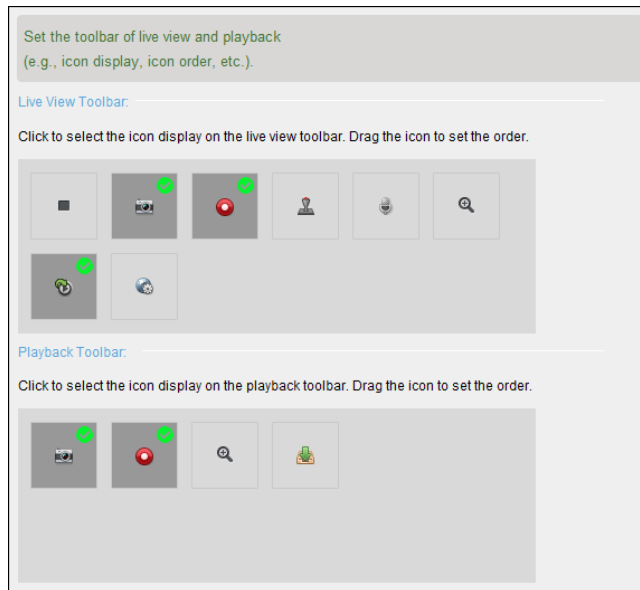 Set the toolbar of live view and playback
(e.g., icon display, icon order, etc.).
Live View Toolbar:
Click to select the icon display on the live view toolbar. Drag the icon to set the order.
Playback Toolbar:
Click to select the icon display on the playback toolbar. Drag the icon to set the order.